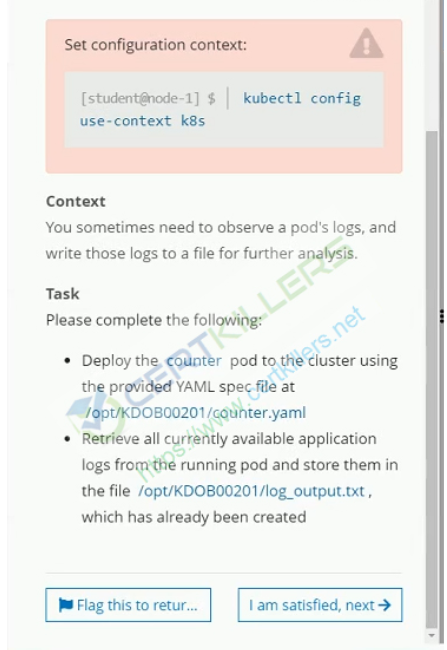 Set configuration context:
[student@node-1] $ | kubectl config
use-context k8s
Context
You sometimes need to observe a pod's logs, and
write those logs to a file for further analysis.
Task
Please complete the following:
• Deploy the counter pod to the cluster using
the provided YAML spec file at
/opt/KDOB00201/counter.yaml
• Retrieve all currently available application
logs from the running pod and store them in
the file /opt/KDOB00201/log_output.txt ,
which has already been created
CERTKILLERS
https://www.certkillers.net
Flag this to retur...
I am satisfied, next